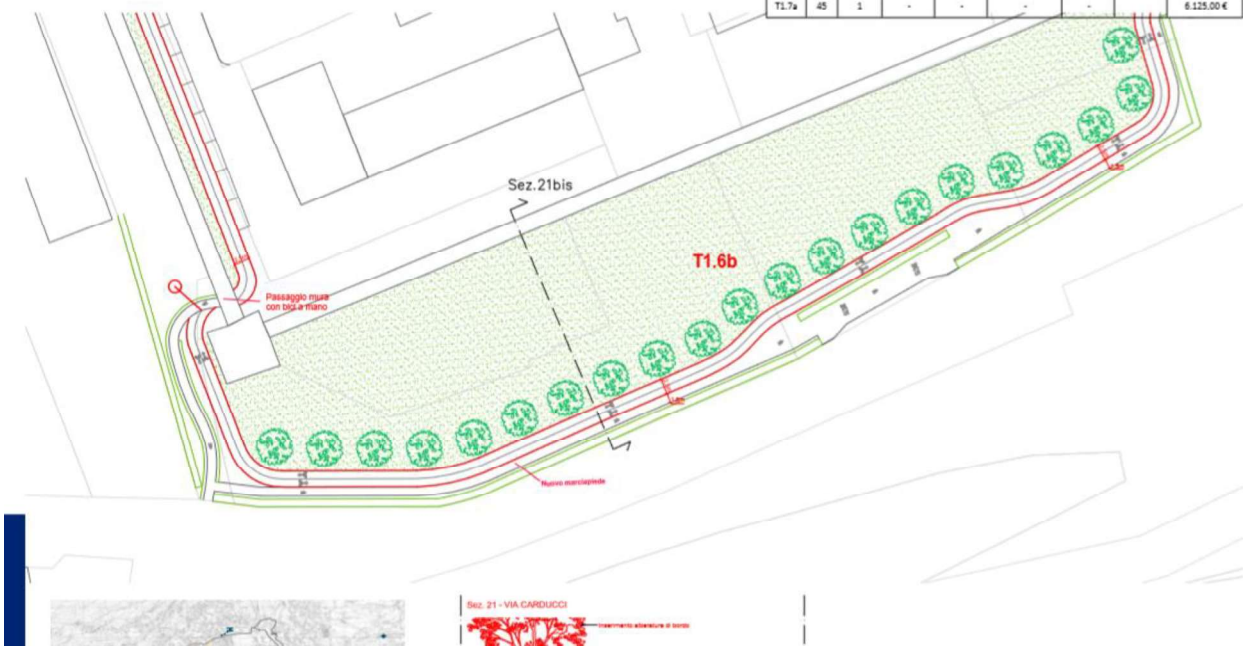 T1.7a 45 1 - - - - 6.125,00 €
Sez.21bis
T1.6b
Passaggio mura
con bici a mano
Nuovo marciapiede
Sez. 21 - VIA CARDUCCI
Inserimento alberature di bordo